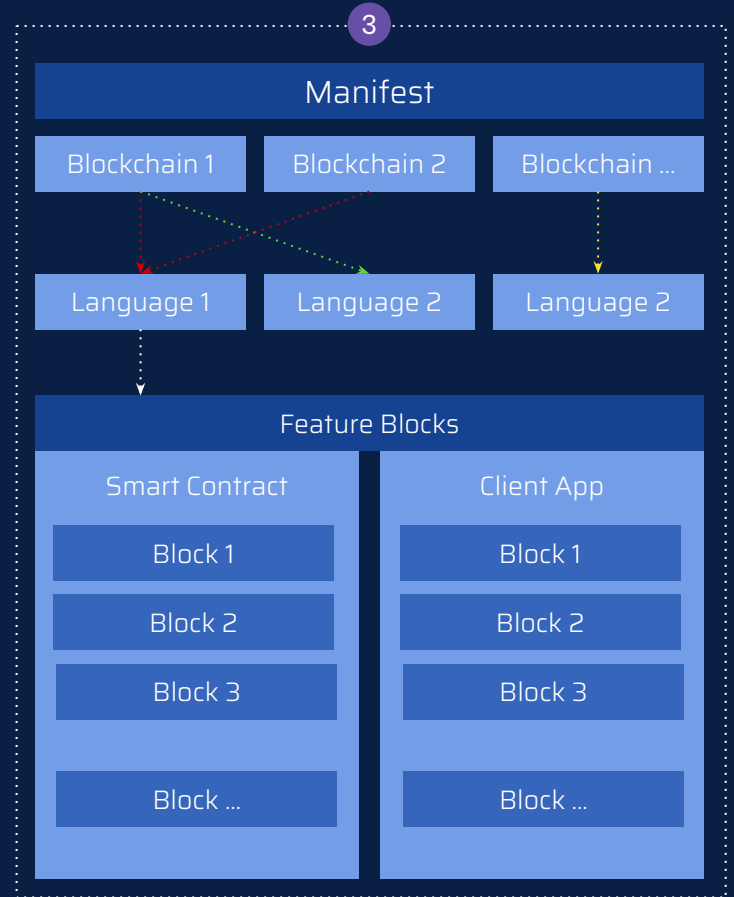 3
Manifest
Blockchain 1
Blockchain 2
Blockchain ...
Language 1
Language 2
Language 2
Feature Blocks
Smart Contract
Block 1
Block 2
Block 3
Block ...
Client App
Block 1
Block 2
Block 3
Block ...